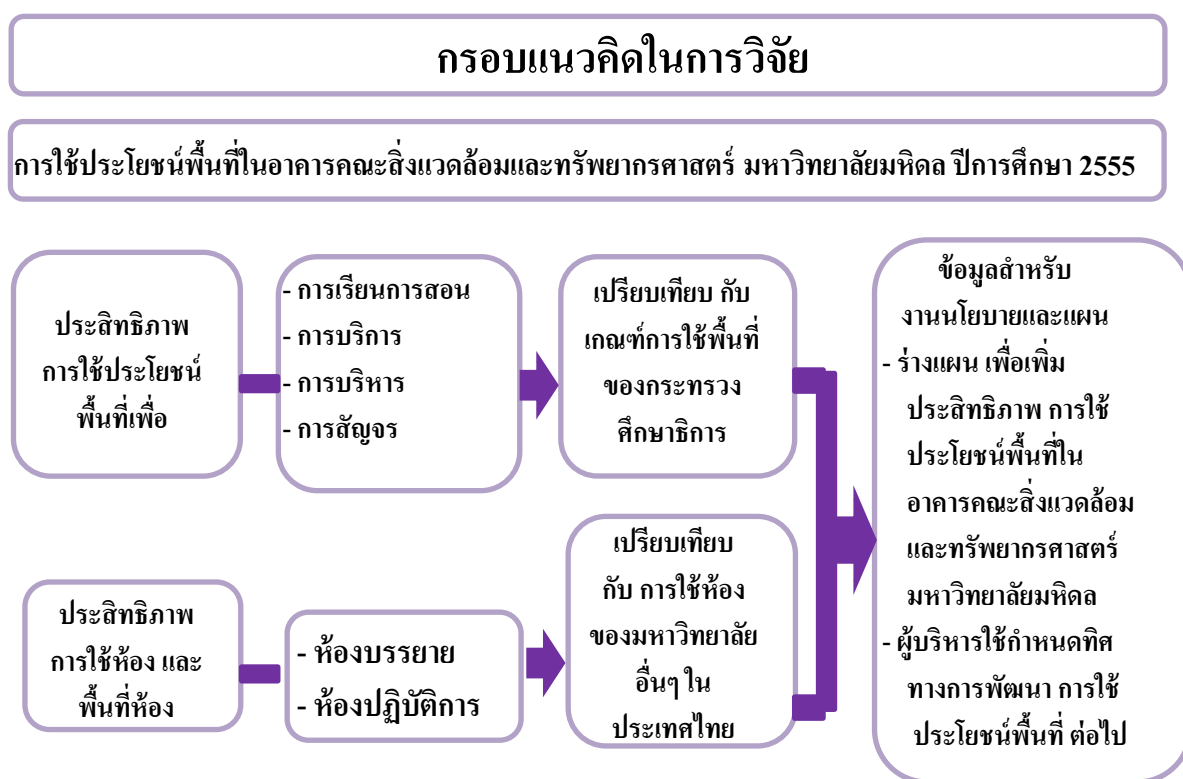 กรอบแนวคิดในการวิจัย
การใช้ประโยชน์พื้นที่ในอาคารคณะสิ่งแวดล้อมและทรัพยากรศาสตร์ มหาวิทยาลัยมหิดล ปีการศึกษา 2555
ประสิทธิภาพ
การใช้ประโยชน์
พื้นที่เพื่อ
- การเรียนการสอน
- การบริการ
- การบริหาร
- การสัญจร
เปรียบเทียบ กับ
เกณฑ์การใช้พื้นที่
ของกระทรวง
ศึกษาธิการ
ประสิทธิภาพ
การใช้ห้อง และ
พื้นที่ห้อง
- ห้องบรรยาย
- ห้องปฏิบัติการ
เปรียบเทียบ
กับ การใช้ห้อง
ของมหาวิทยาลัย
อื่นๆ ใน
ประเทศไทย
ข้อมูลสำหรับ
งานนโยบายและแผน
- ร่างแผน เพื่อเพิ่ม
ประสิทธิภาพ การใช้
ประโยชน์พื้นที่ใน
อาคารคณะสิ่งแวดล้อม
และทรัพยากรศาสตร์
มหาวิทยาลัยมหิดล
- ผู้บริหารใช้กำหนดทิศ
ทางการพัฒนา การใช้
ประโยชน์พื้นที่ ต่อไป